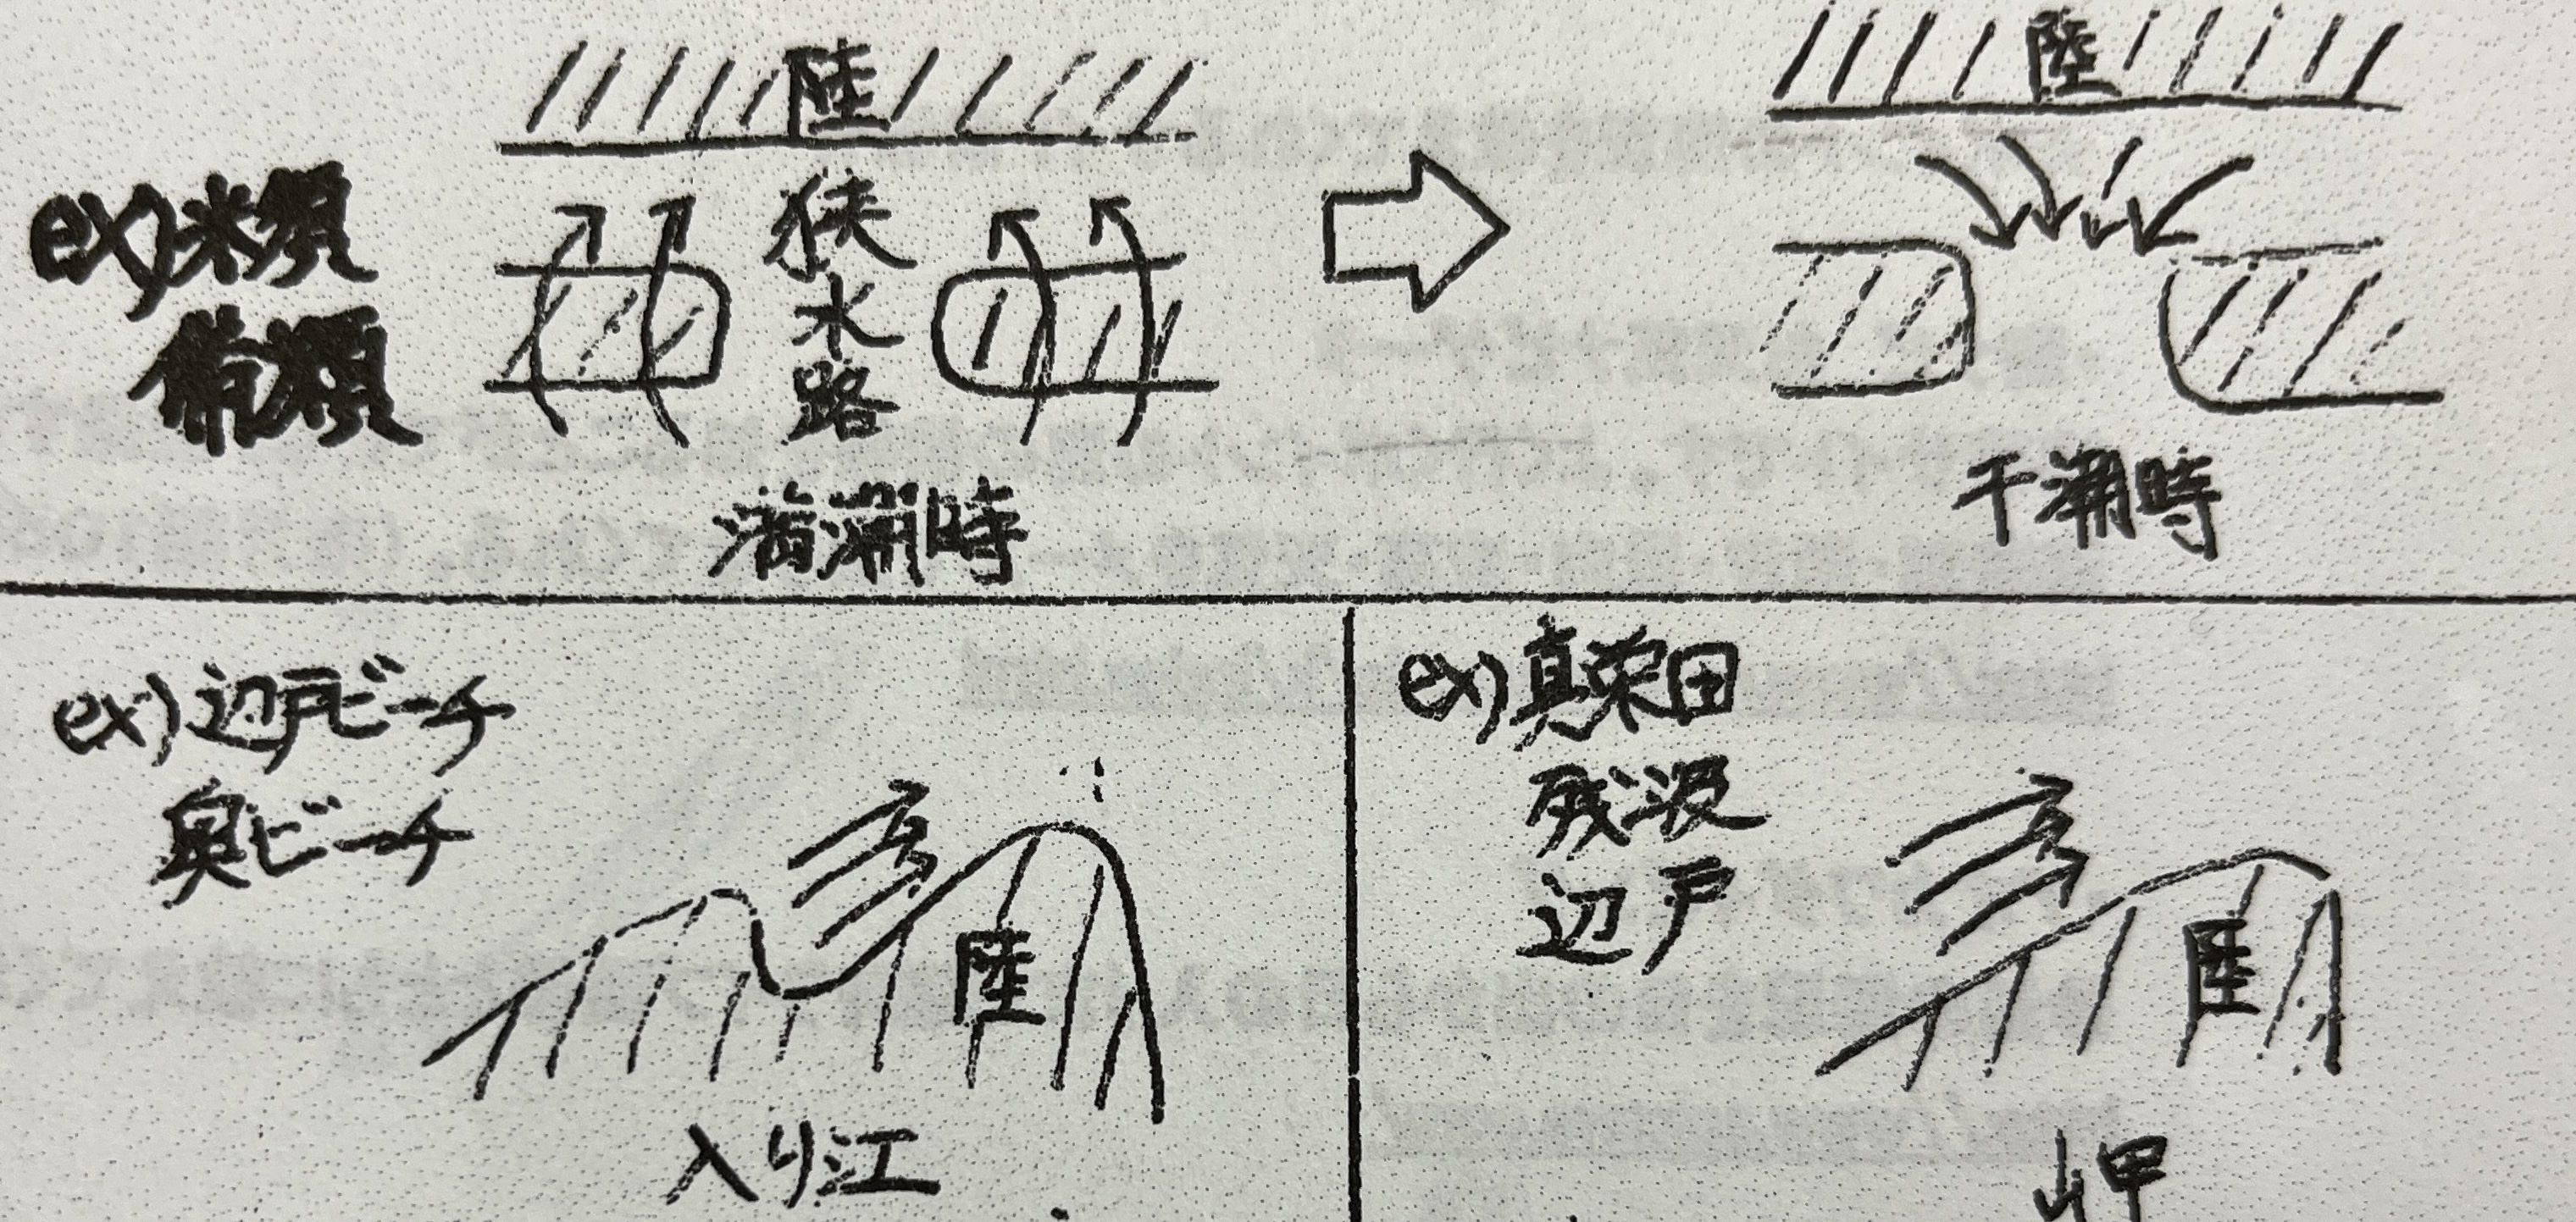 陸
ex)米須
備瀬
狭水路
満潮時
陸
干潮時
ex)辺戸ビーチ
奥ビーチ
陸
入り江
ex)真栄田
残波
辺戸
陸
岬